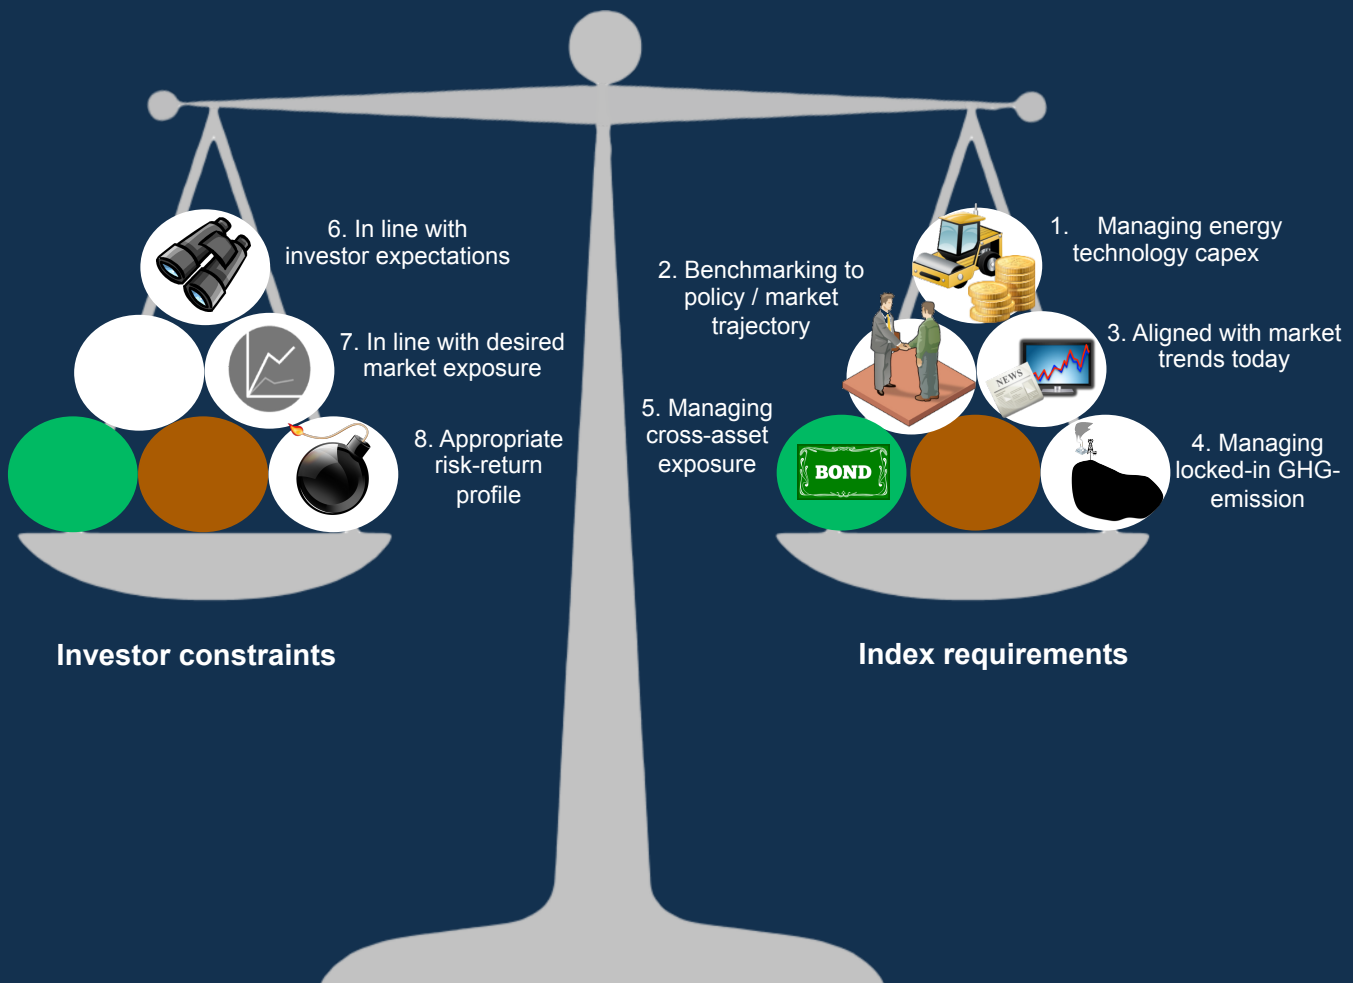 6. In line with
investor expectations
7. In line with desired
market exposure
8. Appropriate
risk-return
profile
Investor constraints
1. Managing energy
technology capex
2. Benchmarking to
policy / market
trajectory
3. Aligned with market
trends today
NEWS
5. Managing
cross-asset
exposure
BOND
4. Managing
locked-in GHG-
emission
Index requirements